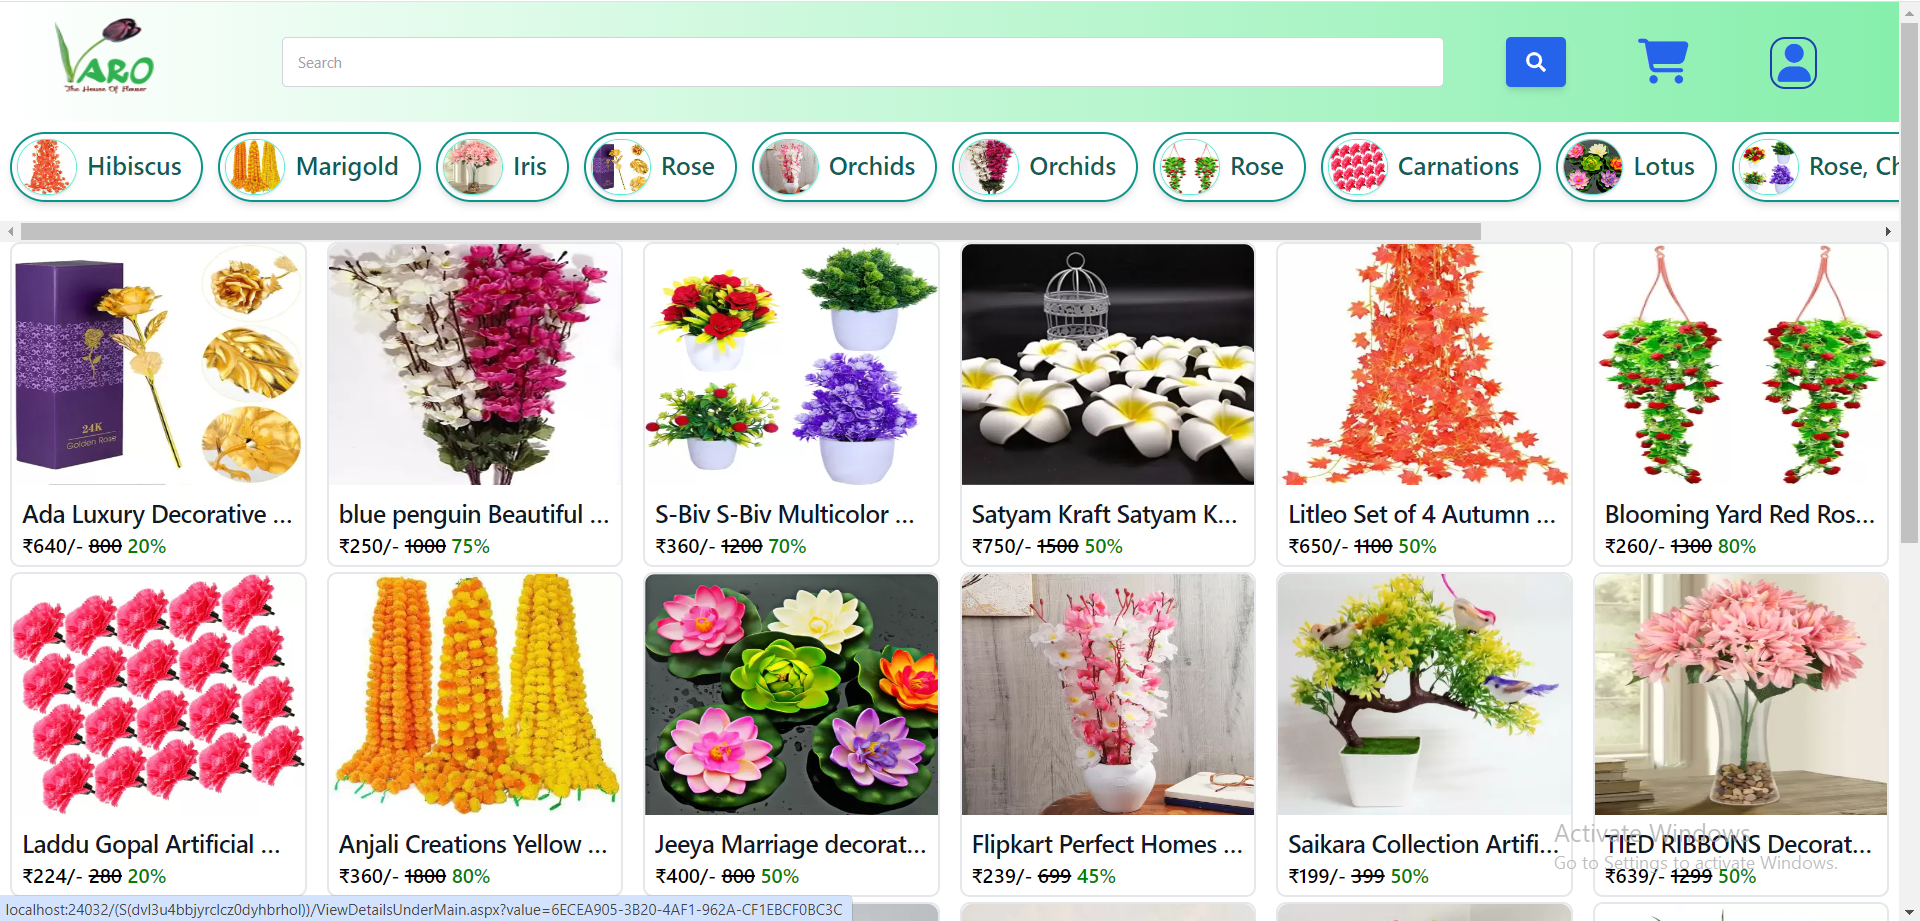 VARO
The House Of Flower
Search
Hibiscus
Marigold
Iris
Rose
Orchids
Orchids
Rose
Carnations
Lotus
Rose, Ch
24K
Golden Rose
Ada Luxury Decorative ...
₹640/- 800 20%
blue penguin Beautiful ...
₹250/- 1000 75%
S-Biv S-Biv Multicolor ...
₹360/- 1200 70%
Satyam Kraft Satyam K...
₹750/- 1500 50%
Litleo Set of 4 Autumn ...
₹650/- 1100 50%
Blooming Yard Red Ros...
₹260/- 1300 80%
Laddu Gopal Artificial ...
₹224/- 280 20%
Anjali Creations Yellow ...
₹360/- 1800 80%
Jeeya Marriage decorat...
₹400/- 800 50%
Flipkart Perfect Homes ...
₹239/- 699 45%
Saikara Collection Artifi...
₹199/- 399 50%
TIED RIBBONS Decorat...
₹639/- 1299 50%
Activate Windows
Go to Settings to activate Windows.
localhost:24032/(S(dvl3u4bbjyrclcz0dyhbrhol))/ViewDetailsUnderMain.aspx?value=6ECEA905-3B20-4AF1-962A-CF1EBCF0BC3C